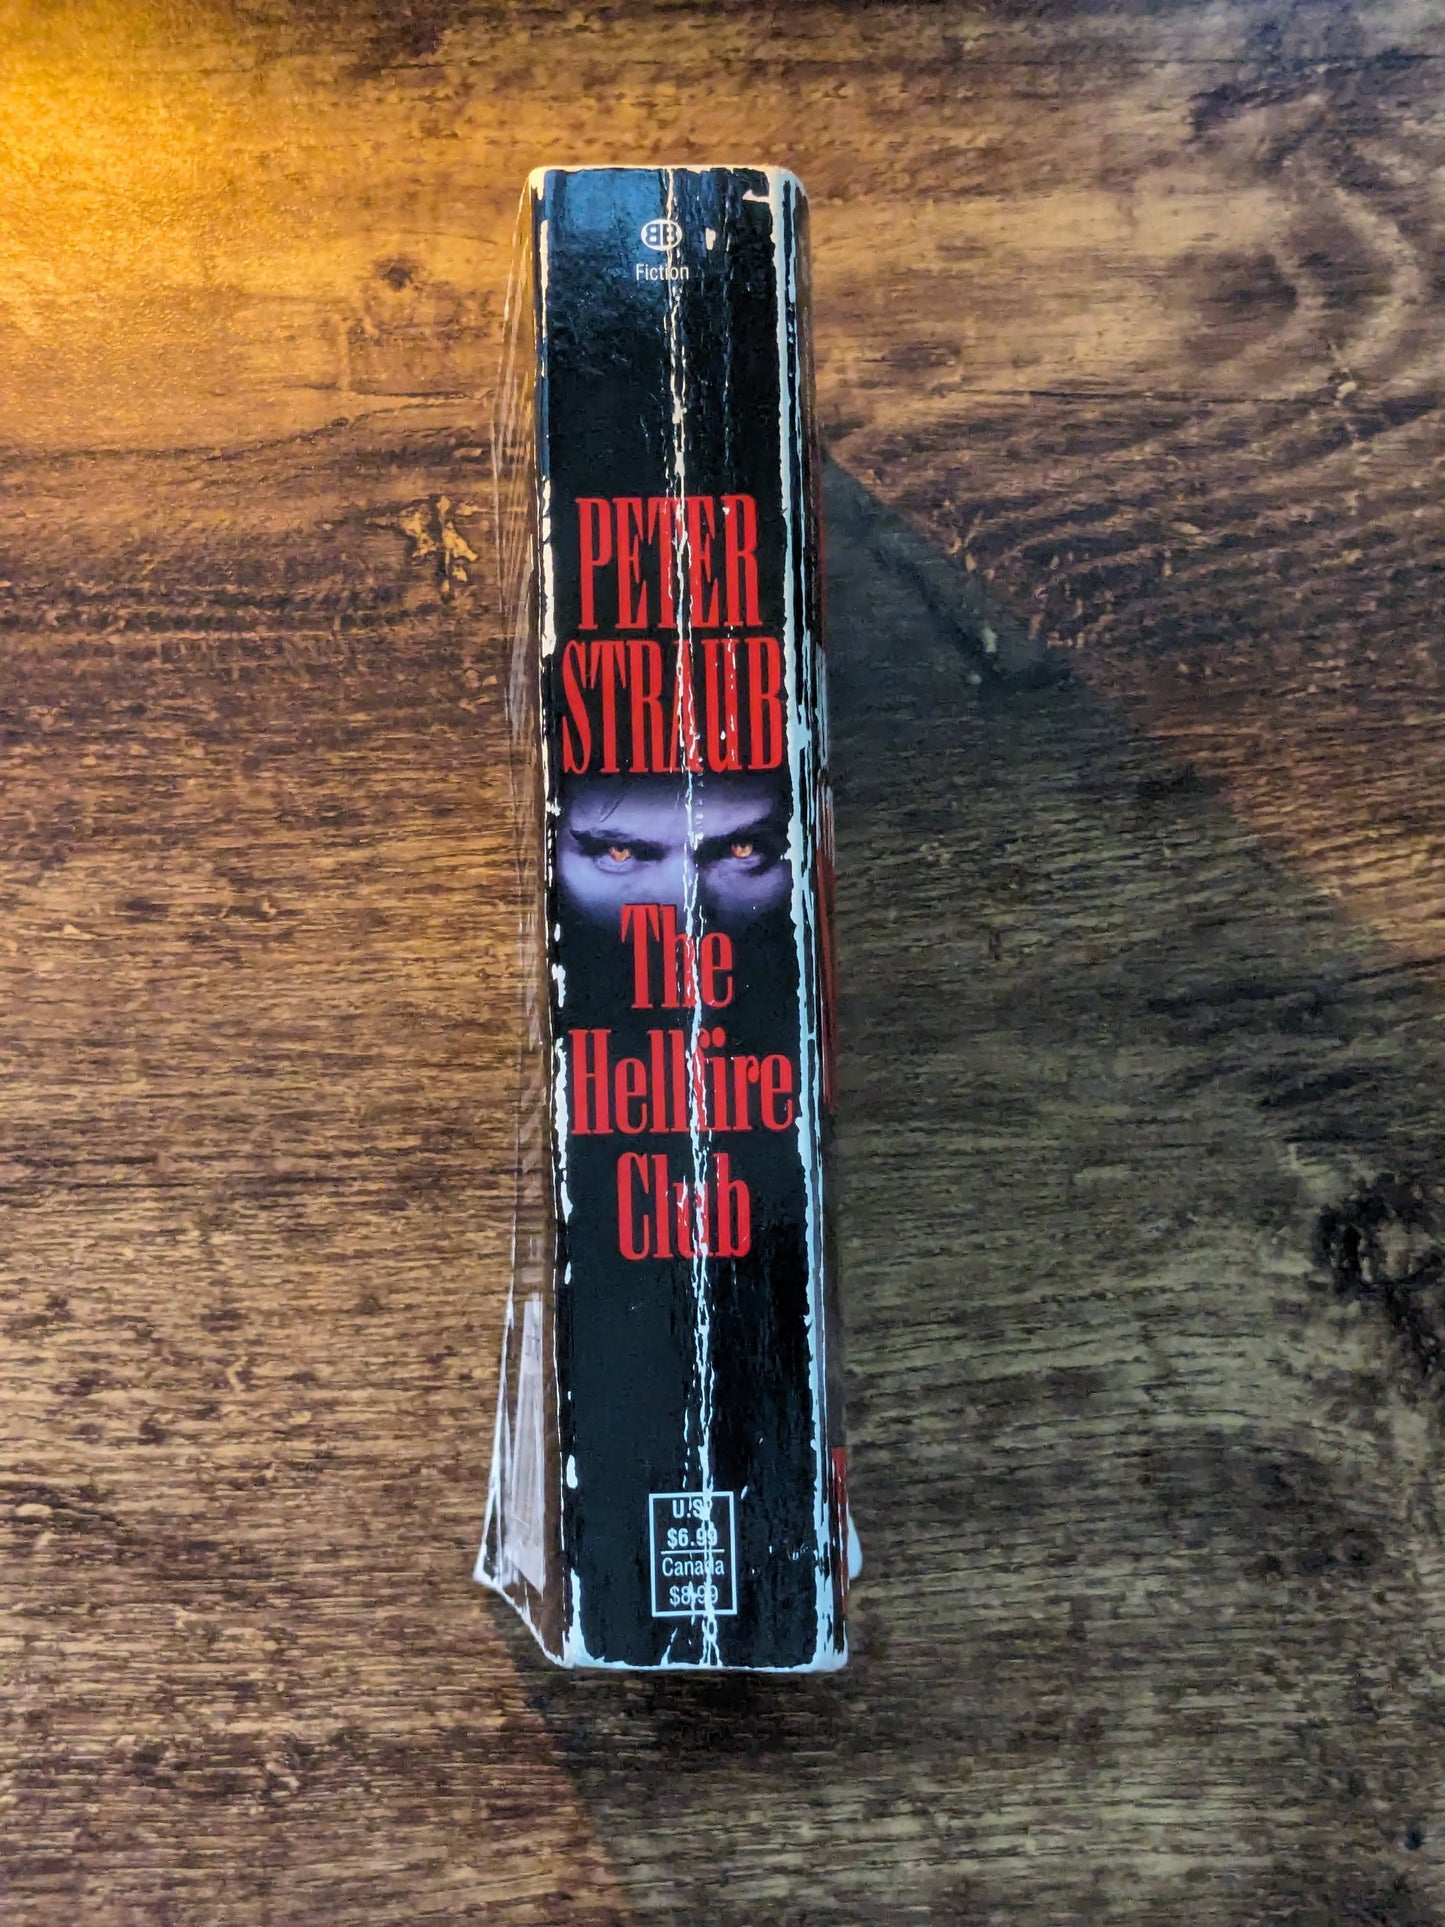 BB
Fiction
PETER
STRAUB
The
Hellfire
Club
U.S.
$6.99
Canada
$8.99